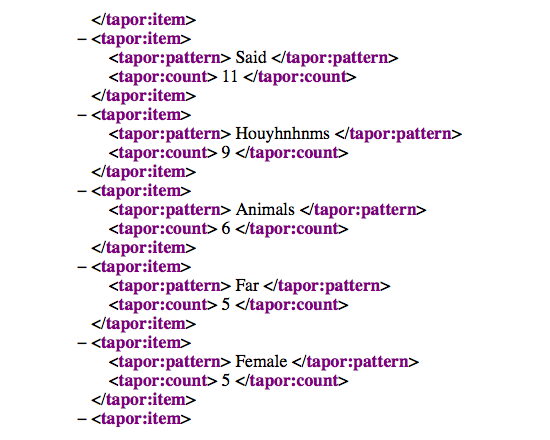 </tapor:item>
– <tapor:item>
<tapor:pattern> Said </tapor:pattern>
<tapor:count> 11 </tapor:count>
</tapor:item>
– <tapor:item>
<tapor:pattern> Houyhnhnms </tapor:pattern>
<tapor:count> 9 </tapor:count>
</tapor:item>
– <tapor:item>
<tapor:pattern> Animals </tapor:pattern>
<tapor:count> 6 </tapor:count>
</tapor:item>
– <tapor:item>
<tapor:pattern> Far </tapor:pattern>
<tapor:count> 5 </tapor:count>
</tapor:item>
– <tapor:item>
<tapor:pattern> Female </tapor:pattern>
<tapor:count> 5 </tapor:count>
</tapor:item>
– <tapor:item>